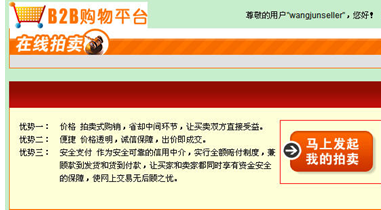 B2B购物平台
尊敬的用户"wangjunseller"，您好！
在线拍卖
优势一： 价格 拍卖式购销，省却中间环节，让买卖双方直接受益。
优势二： 便捷 价格透明，诚信保障，出价即成交。
优势三： 安全支付 作为安全可靠的信用中介，实行全额赔付制度，兼
顾款到发货和货到付款，让买家和卖家都同时享有资金安全
的保障，使网上交易无后顾之忧。
马上发起
我的拍卖